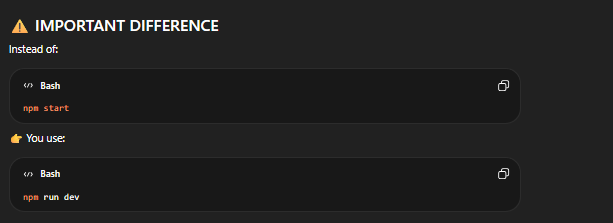 ⚠️ IMPORTANT DIFFERENCE
Instead of:
</> Bash
npm start
👉 You use:
</> Bash
npm run dev